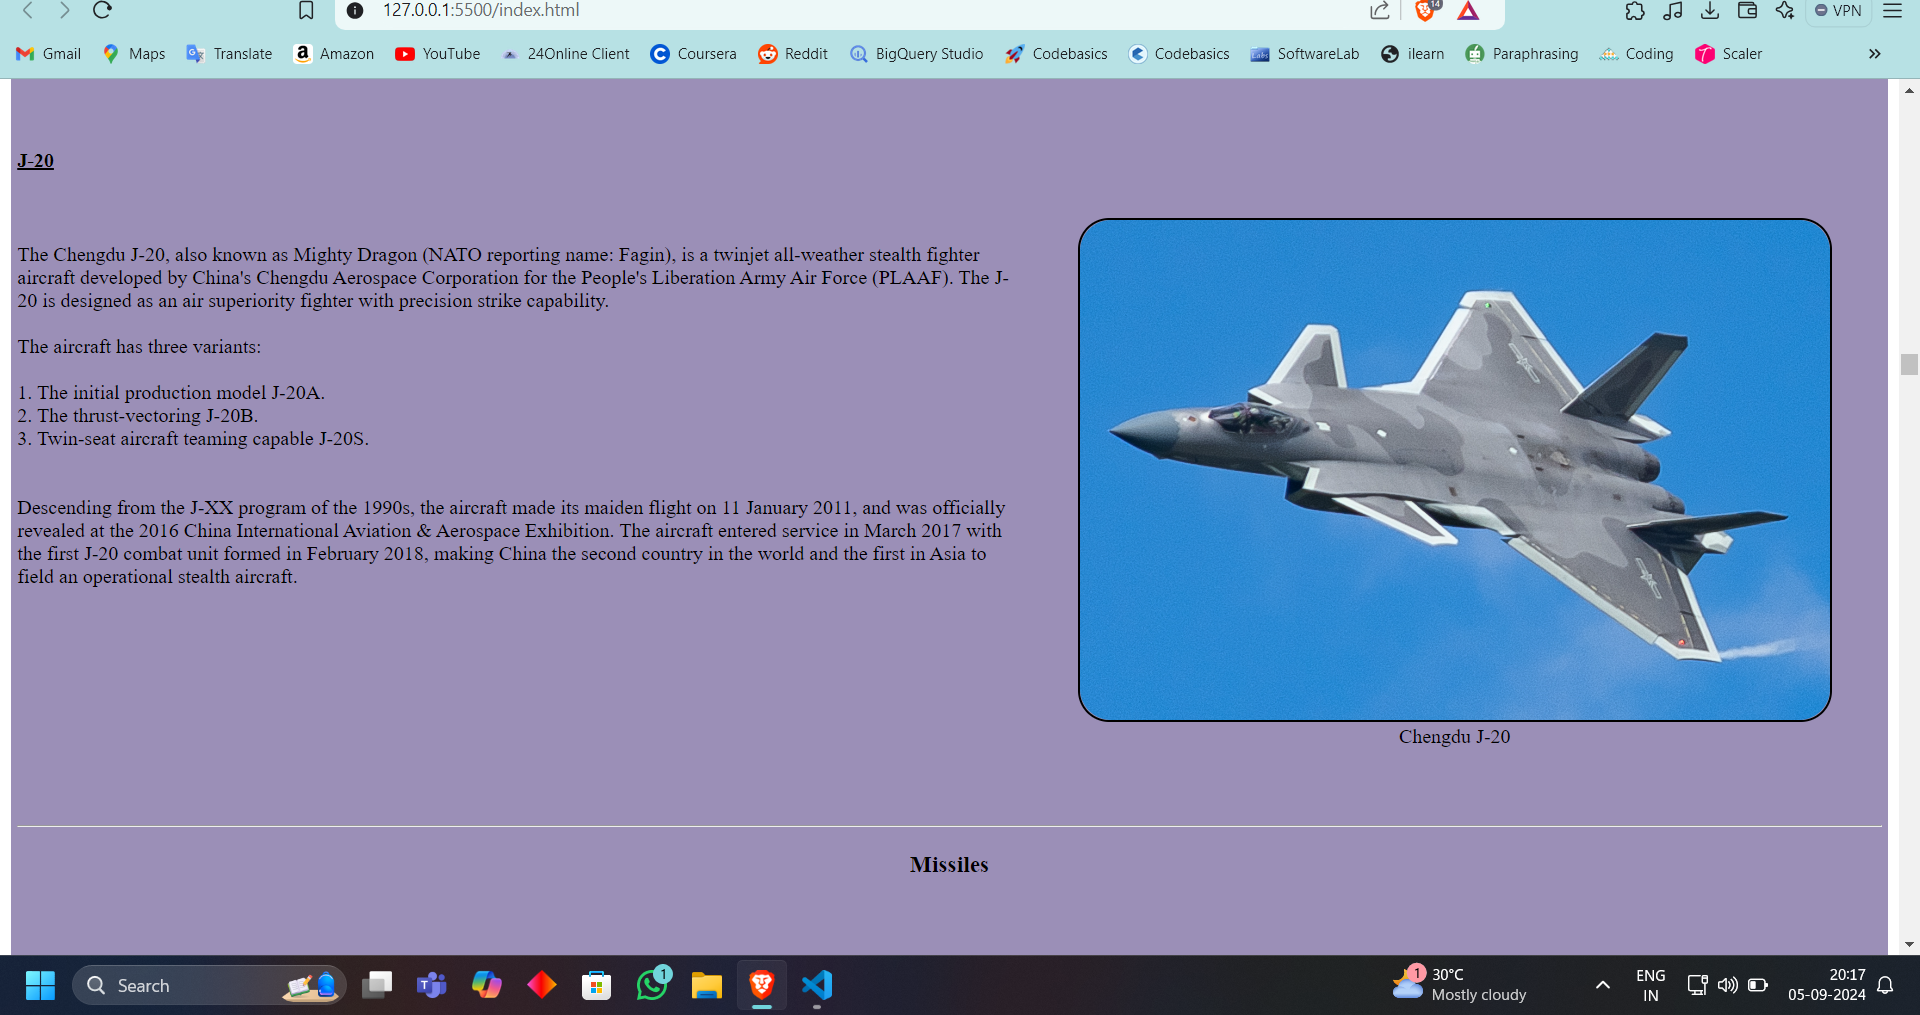 127.0.0.1:5500/index.html
14
VPN
Gmail
Maps
Translate
Amazon
YouTube
24Online Client
Coursera
Reddit
BigQuery Studio
Codebasics
Codebasics
SoftwareLab
ilearn
Paraphrasing
Coding
Scaler
»
J-20
The Chengdu J-20, also known as Mighty Dragon (NATO reporting name: Fagin), is a twinjet all-weather stealth fighter
aircraft developed by China's Chengdu Aerospace Corporation for the People's Liberation Army Air Force (PLAAF). The J-
20 is designed as an air superiority fighter with precision strike capability.
The aircraft has three variants:
1. The initial production model J-20A.
2. The thrust-vectoring J-20B.
3. Twin-seat aircraft teaming capable J-20S.
Descending from the J-XX program of the 1990s, the aircraft made its maiden flight on 11 January 2011, and was officially
revealed at the 2016 China International Aviation & Aerospace Exhibition. The aircraft entered service in March 2017 with
the first J-20 combat unit formed in February 2018, making China the second country in the world and the first in Asia to
field an operational stealth aircraft.
Chengdu J-20
Missiles
Search
1
1
30°C
Mostly cloudy
ENG
IN
20:17
05-09-2024